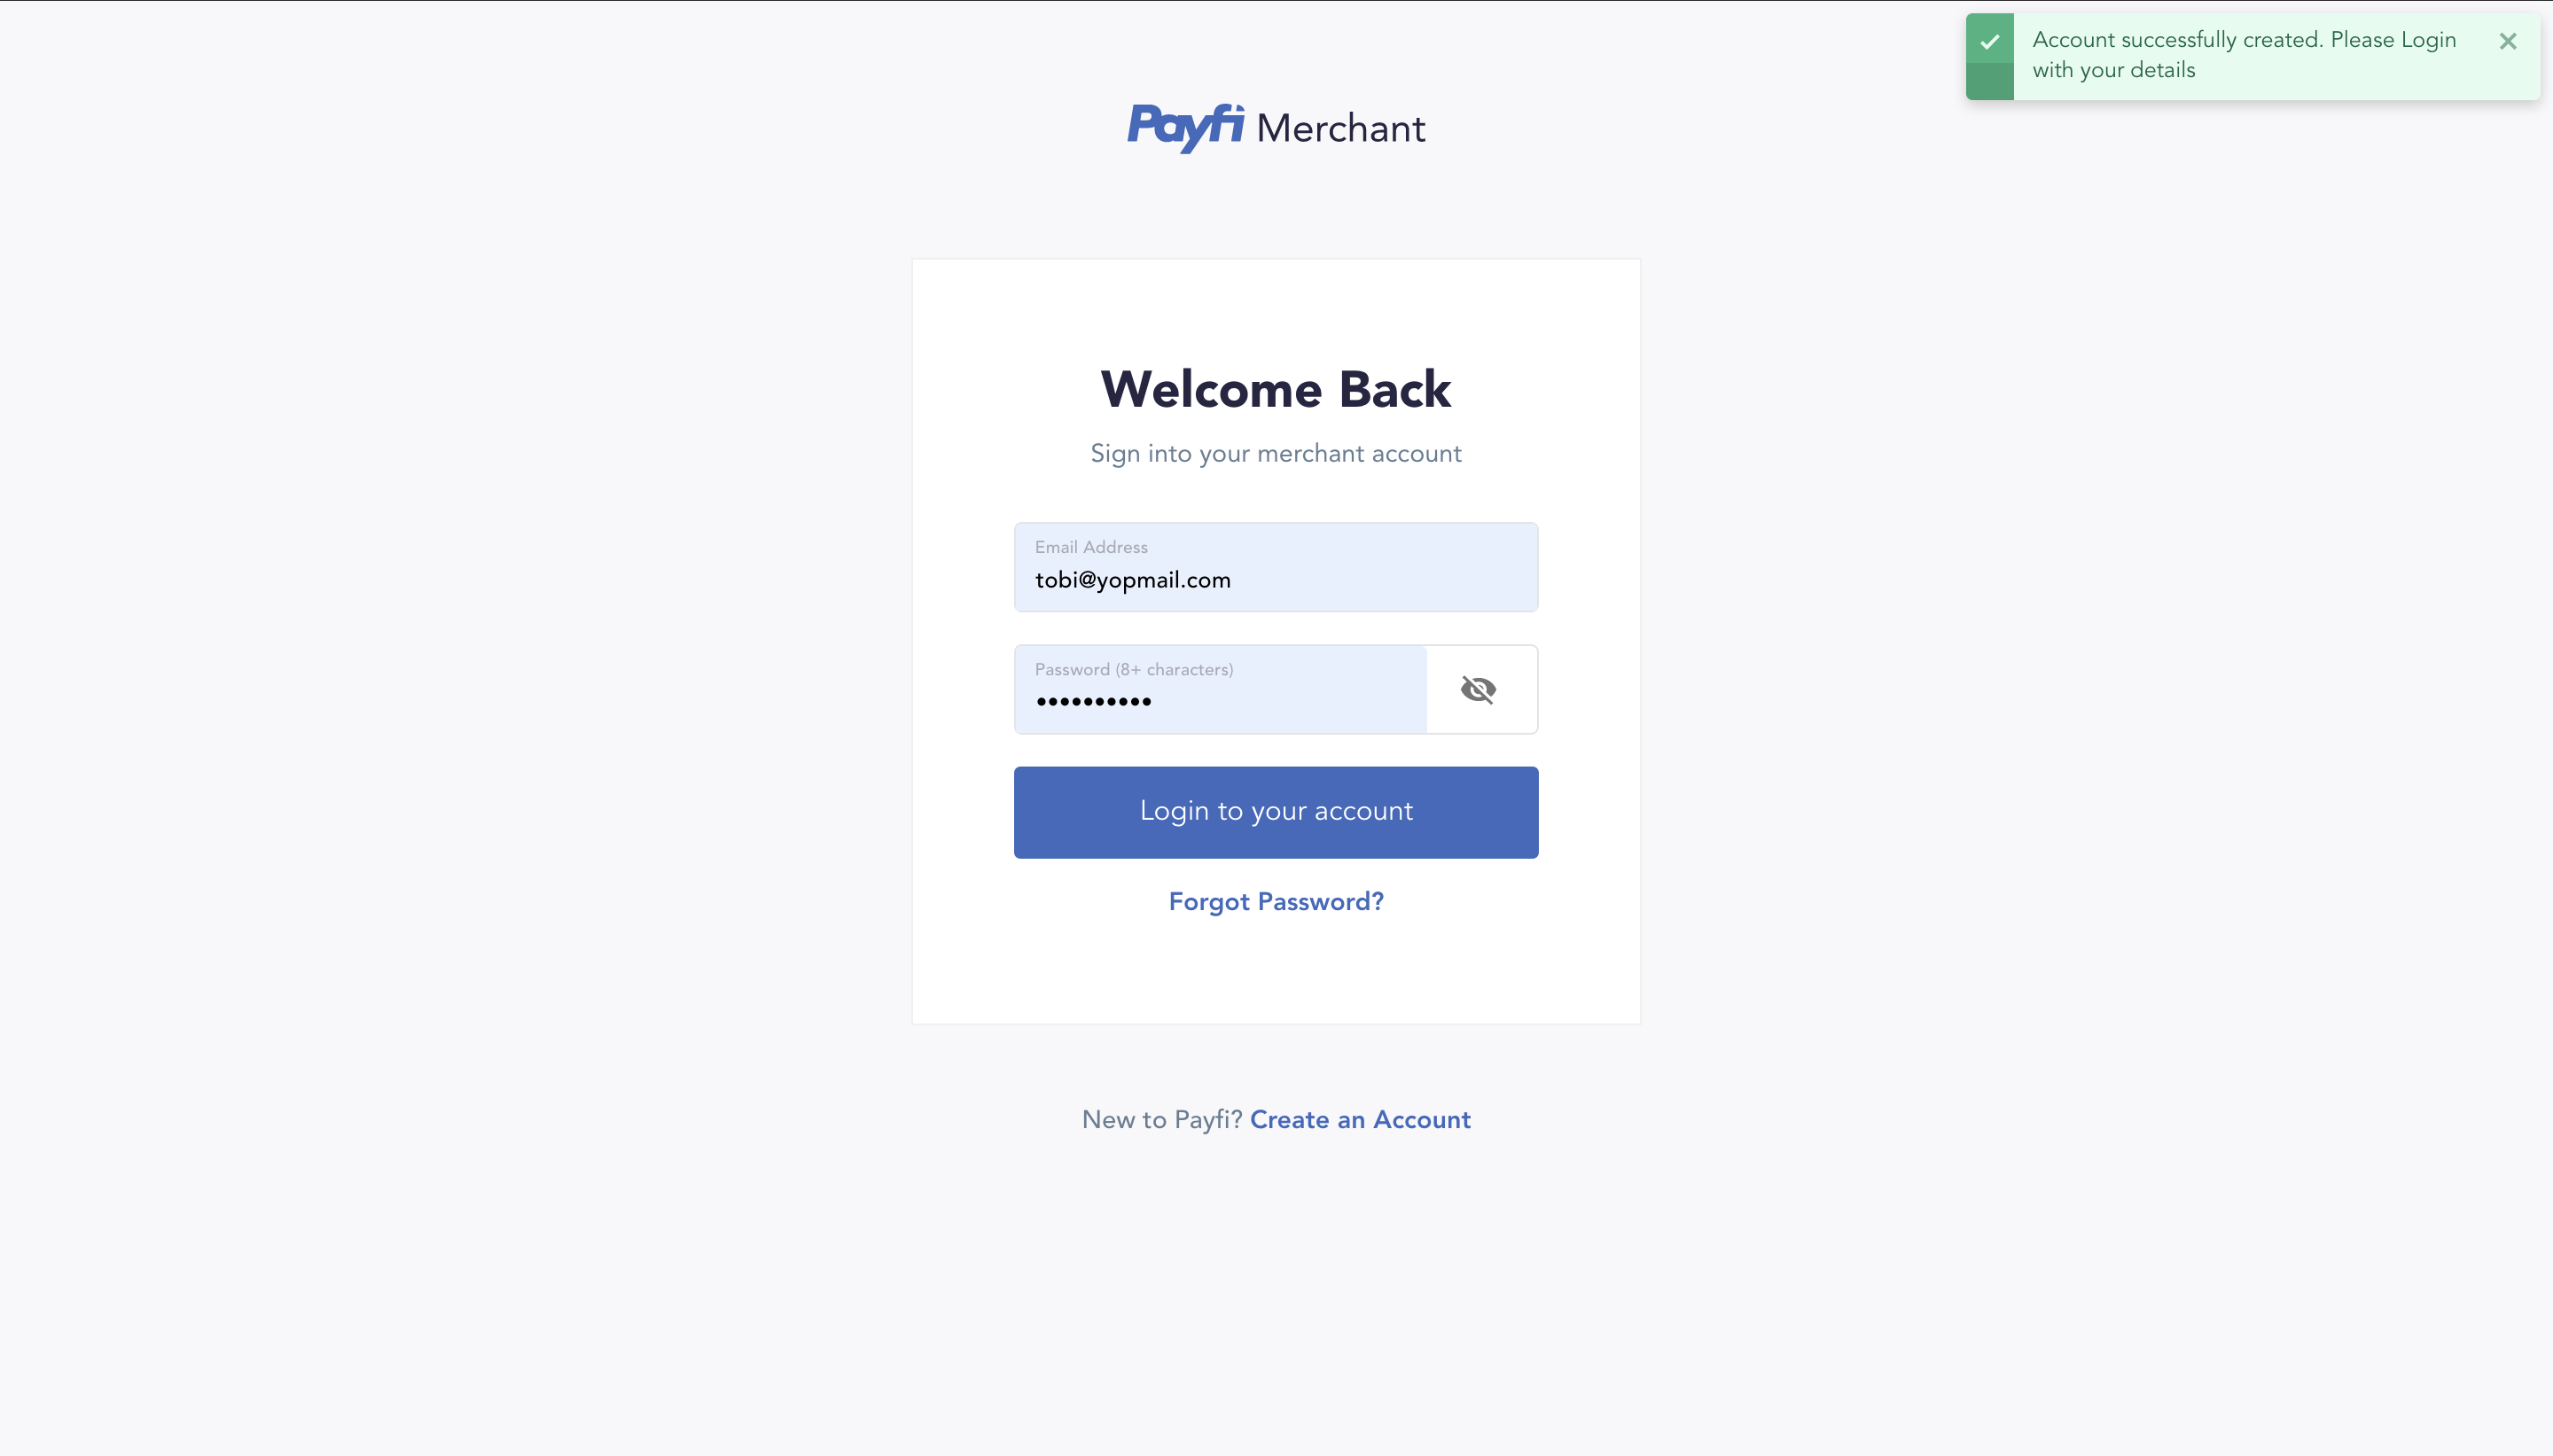 Account successfully created. Please Login
with your details
Payfi Merchant
Welcome Back
Sign into your merchant account
Email Address
tobi@yopmail.com
Password (8+ characters)
••••••••••
Login to your account
Forgot Password?
New to Payfi? Create an Account